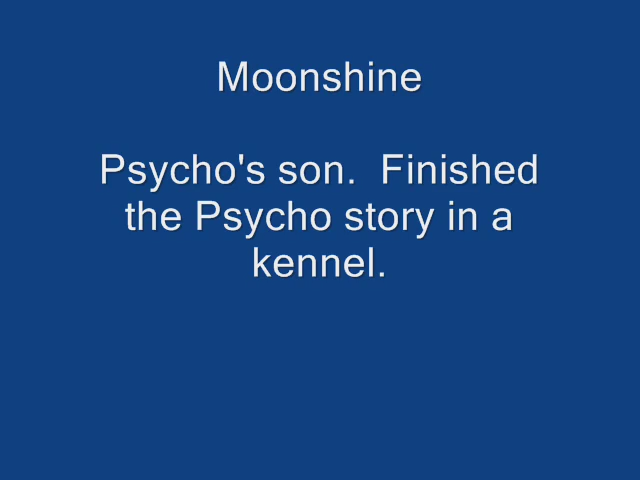 Moonshine
Psycho's son.  Finished
the Psycho story in a
kennel.